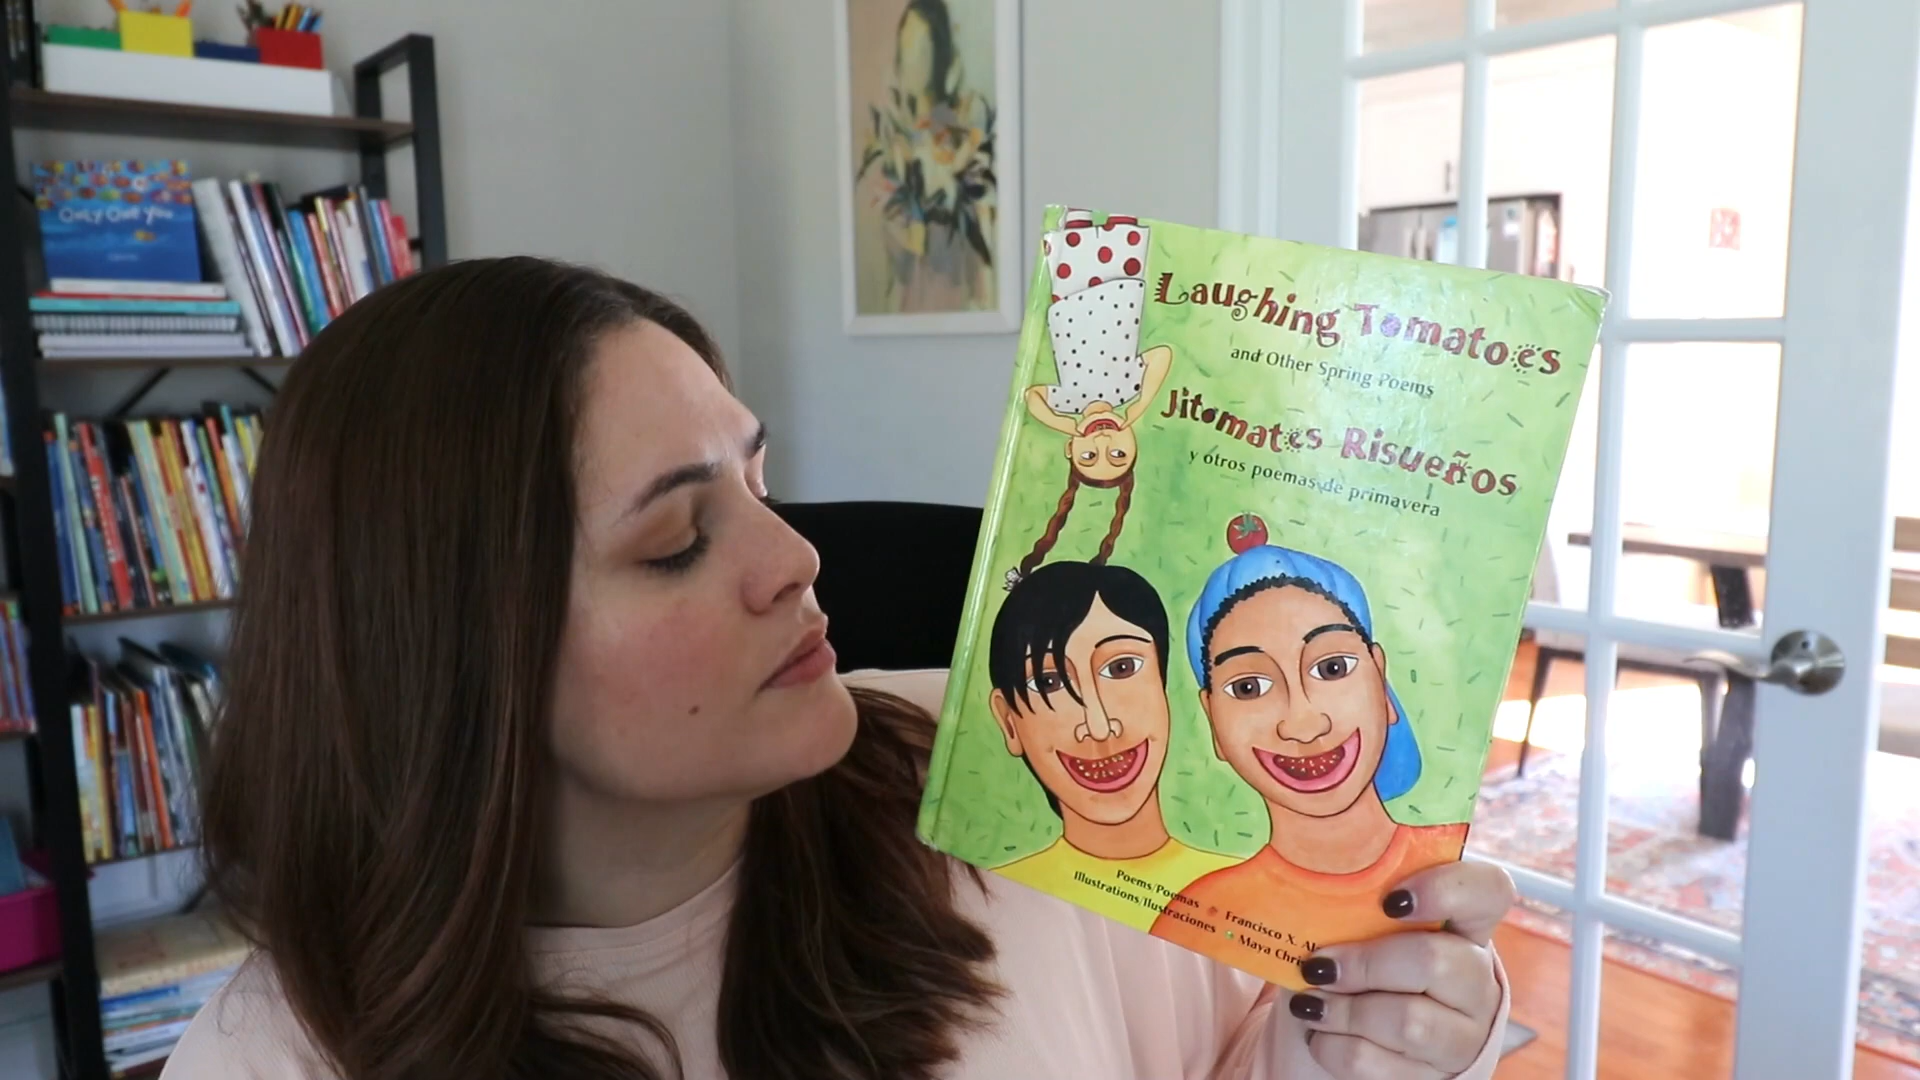 Only One You
Laughing Tomatoes
and Other Spring Poems
Jitomates Risueños
y otros poemas de primavera
Poems/Poemas Francisco X.
Illustrations/Ilustraciones Maya